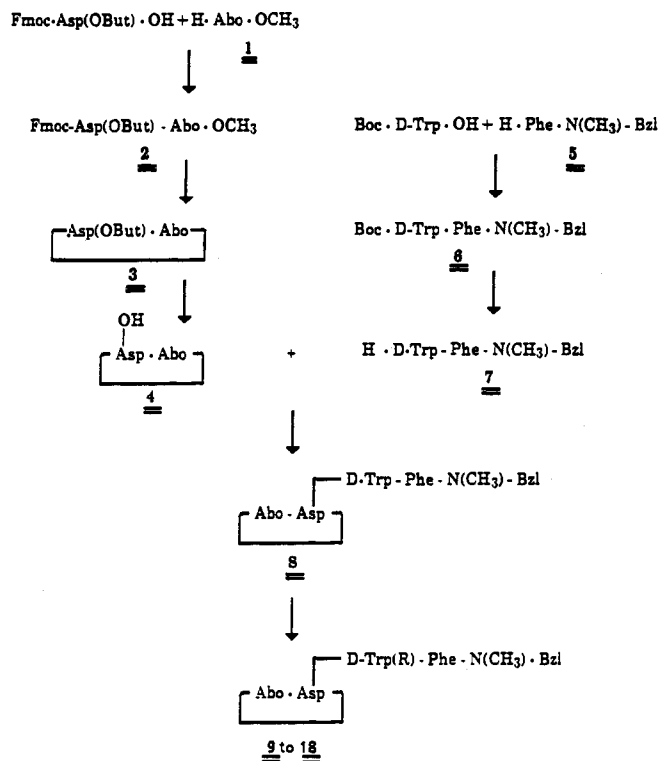 Fmoc·Asp(OBut)·OH + H·Abo·OCH3
1
Fmoc-Asp(OBut)-Abo·OCH3
2
Boc·D-Trp·OH + H·Phe·N(CH3)-Bzl
5
Asp(OBut)·Abo
3
Boc·D-Trp·Phe·N(CH3)-Bzl
6
OH
Asp·Abo
4
+
H·D-Trp-Phe-N(CH3)-Bzl
7
D-Trp-Phe-N(CH3)-Bzl
Abo-Asp
8
D-Trp(R)-Phe-N(CH3)·Bzl
Abo·Asp
9 to 18